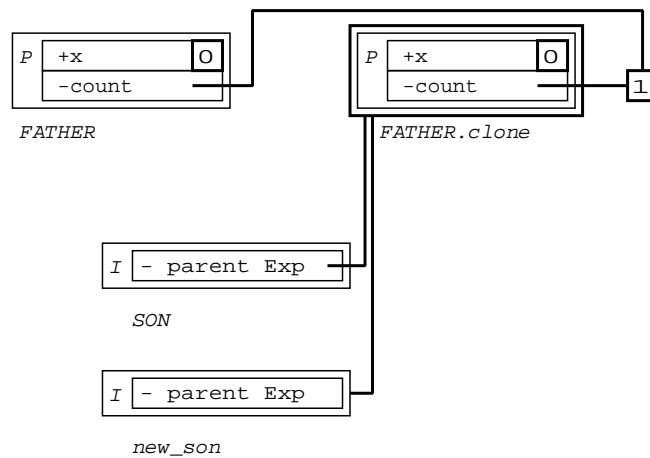 P +x 0 P +x 0
-count -count 1
FATHER FATHER.clone
I - parent Exp
SON
I - parent Exp
new_son